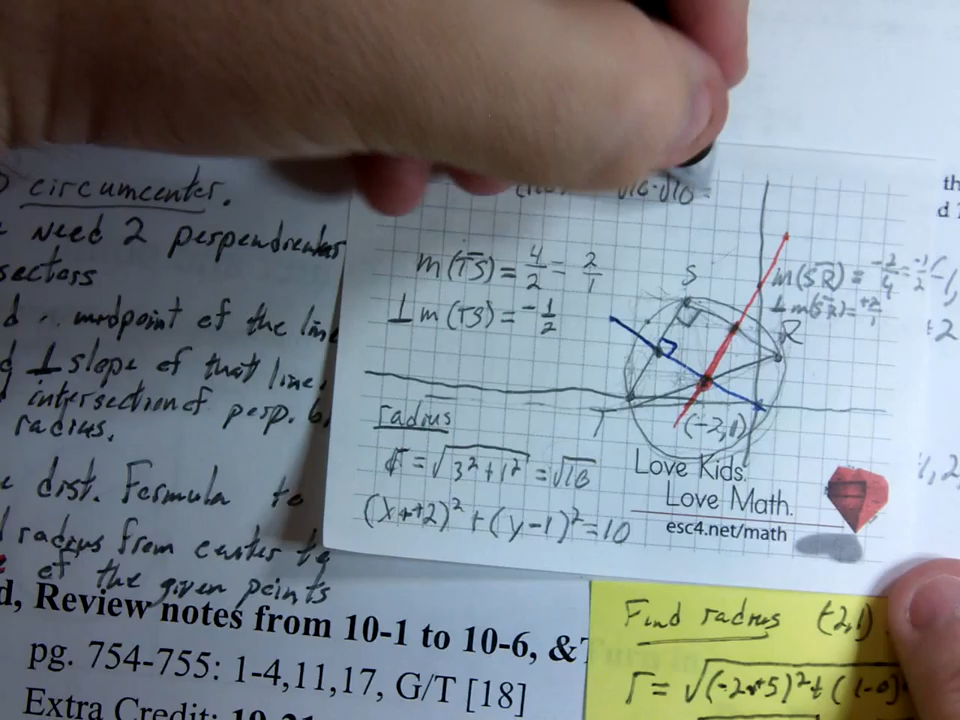 circumcenter.
need 2 perpendicular
sectors
midpoint of the line
⊥ slope of that line.
intersection of perp. b
radius.
dist. Formula to
radius from center to
of the given points
√10·√10
m(TS) = 4/2 = 2/1
⊥ m(TS) = -1/2
S
m(SR) = -2/4 = -1/2
⊥ m(SR) = +2/1
R
T
(-2,1)
radius
r = √3²+1² = √10
(x+2)² + (y-1)² = 10
Love Kids.
Love Math.
esc4.net/math
th
d
d, Review notes from 10-1 to 10-6, &
pg. 754-755: 1-4,11,17, G/T [18]
Extra Credit:
Find radius (-2,1)
r = √(-2+5)² + (1-0)